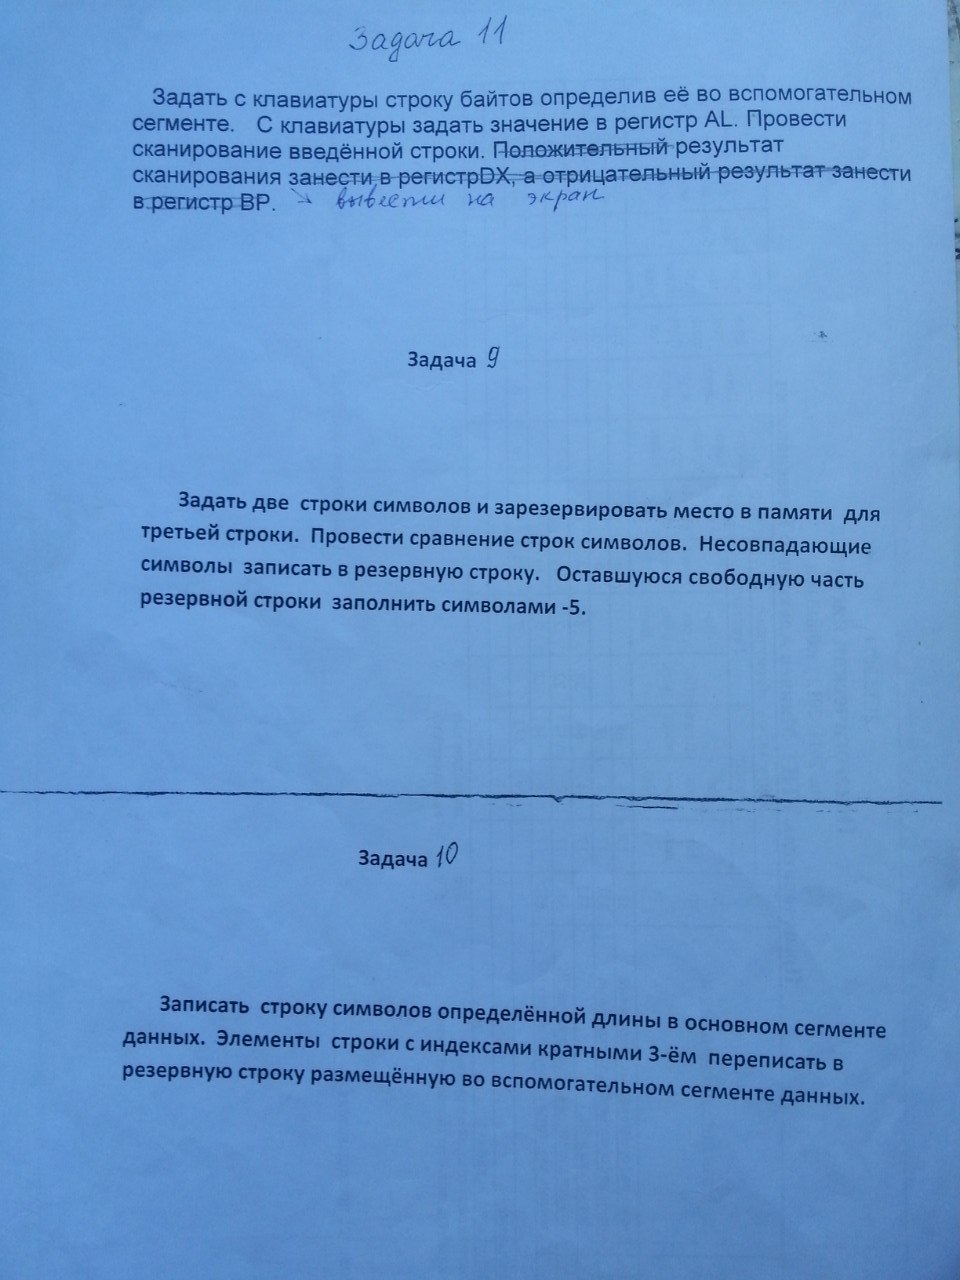 Задача 11
Задать с клавиатуры строку байтов определив её во вспомогательном
сегменте. С клавиатуры задать значение в регистр AL. Провести
сканирование введённой строки. Положительный результат
сканирования занести в регистрDX, а отрицательный результат занести
в регистр BP. → вывести на экран
Задача 9
Задать две строки символов и зарезервировать место в памяти для
третьей строки. Провести сравнение строк символов. Несовпадающие
символы записать в резервную строку. Оставшуюся свободную часть
резервной строки заполнить символами -5.
Задача 10
Записать строку символов определённой длины в основном сегменте
данных. Элементы строки с индексами кратными 3-ём переписать в
резервную строку размещённую во вспомогательном сегменте данных.